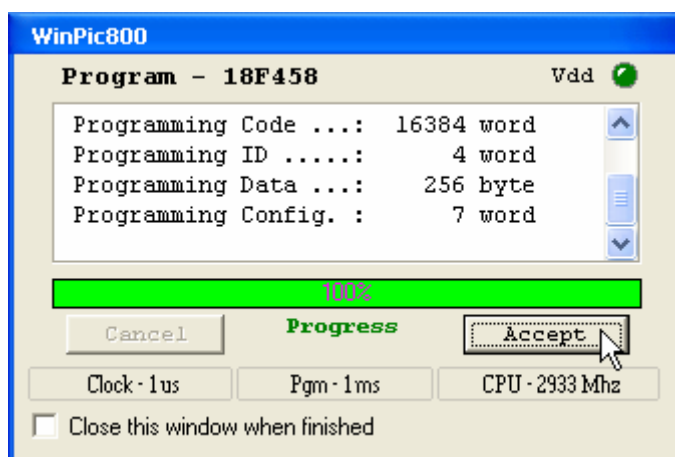 WinPic800
Program - 18F458 Vdd
Programming Code ...: 16384 word
Programming ID .....: 4 word
Programming Data ...: 256 byte
Programming Config. : 7 word
100%
Cancel Progress Accept
Clock - 1us Pgm - 1ms CPU - 2933 Mhz
Close this window when finished